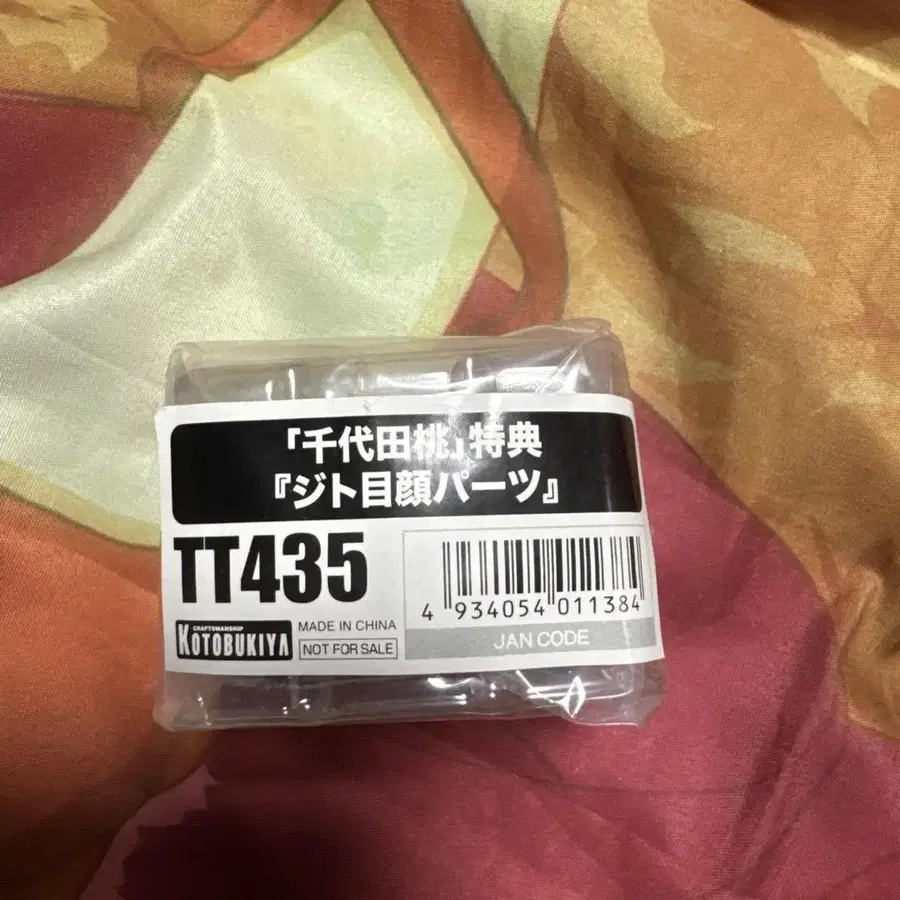 「千代田桃」特典
『ジト目顔パーツ』
TT435
CRAFTSMANSHIP
KOTOBUKIYA
MADE IN CHINA
NOT FOR SALE
4 934054 011384
JAN CODE